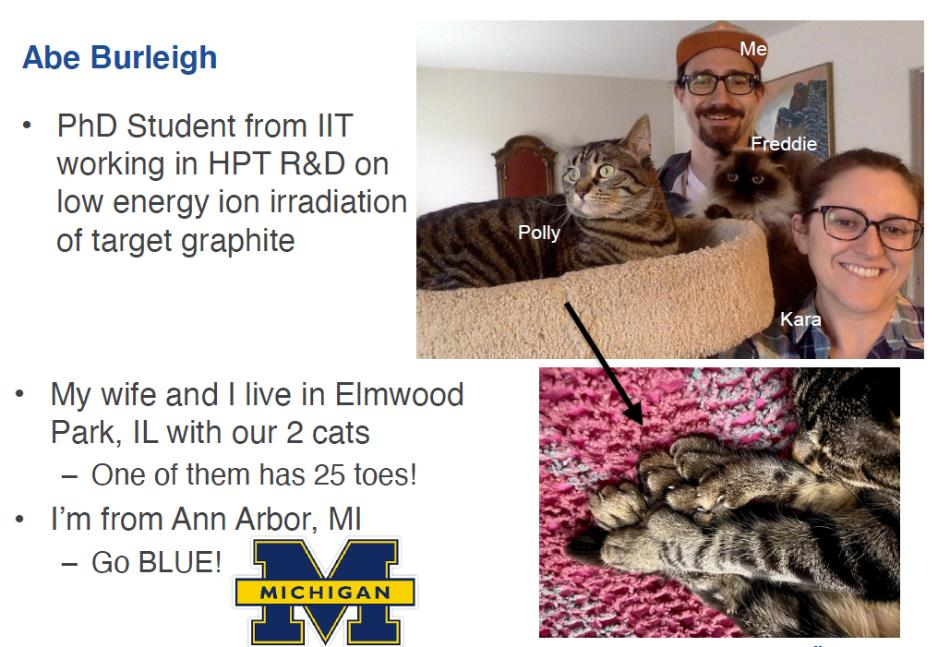 Abe Burleigh
• PhD Student from IIT
working in HPT R&D on
low energy ion irradiation
of target graphite
Me
Freddie
Polly
Kara
• My wife and I live in Elmwood
Park, IL with our 2 cats
– One of them has 25 toes!
• I’m from Ann Arbor, MI
– Go BLUE!
MICHIGAN